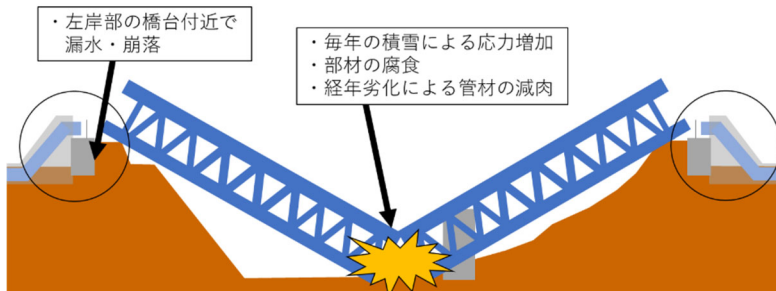 ・左岸部の橋台付近で
漏水・崩落
・毎年の積雪による応力増加
・部材の腐食
・経年劣化による管材の減肉